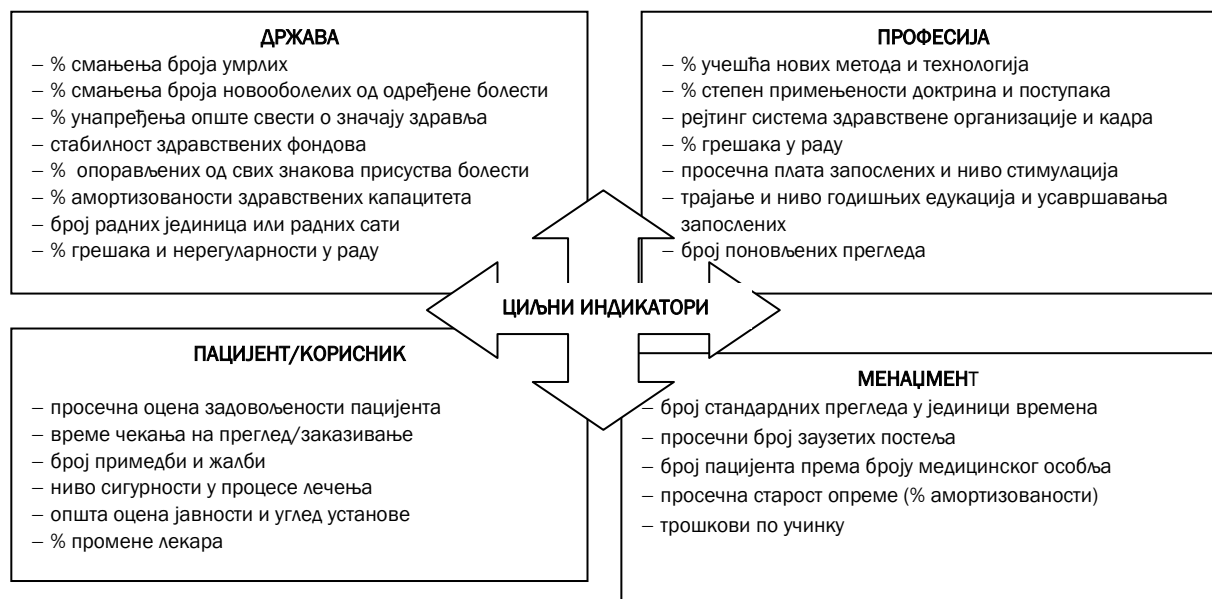 ДРЖАВА
– % смањења броја умрлих
– % смањења броја новооболелих од одређене болести
– % унапређења опште свести о значају здравља
– стабилност здравствених фондова
– % опорављених од свих знакова присуства болести
– % амортизованости здравствених капацитета
– број радних јединица или радних сати
– % грешака и нерегуларности у раду
ПРОФЕСИЈА
– % учешћа нових метода и технологија
– % степен примењености доктрина и поступака
– рејтинг система здравствене организације и кадра
– % грешака у раду
– просечна плата запослених и ниво стимулација
– трајање и ниво годишњих едукација и усавршавања
запослених
– број поновљених прегледа
ЦИЉНИ ИНДИКАТОРИ
ПАЦИЈЕНТ/КОРИСНИК
– просечна оцена задовољености пацијента
– време чекања на преглед/заказивање
– број примедби и жалби
– ниво сигурности у процесе лечења
– општа оцена јавности и углед установе
– % промене лекара
МЕНАЏМЕНТ
– број стандардних прегледа у јединици времена
– просечни број заузетих постеља
– број пацијента према броју медицинског особља
– просечна старост опреме (% амортизованости)
– трошкови по учинку